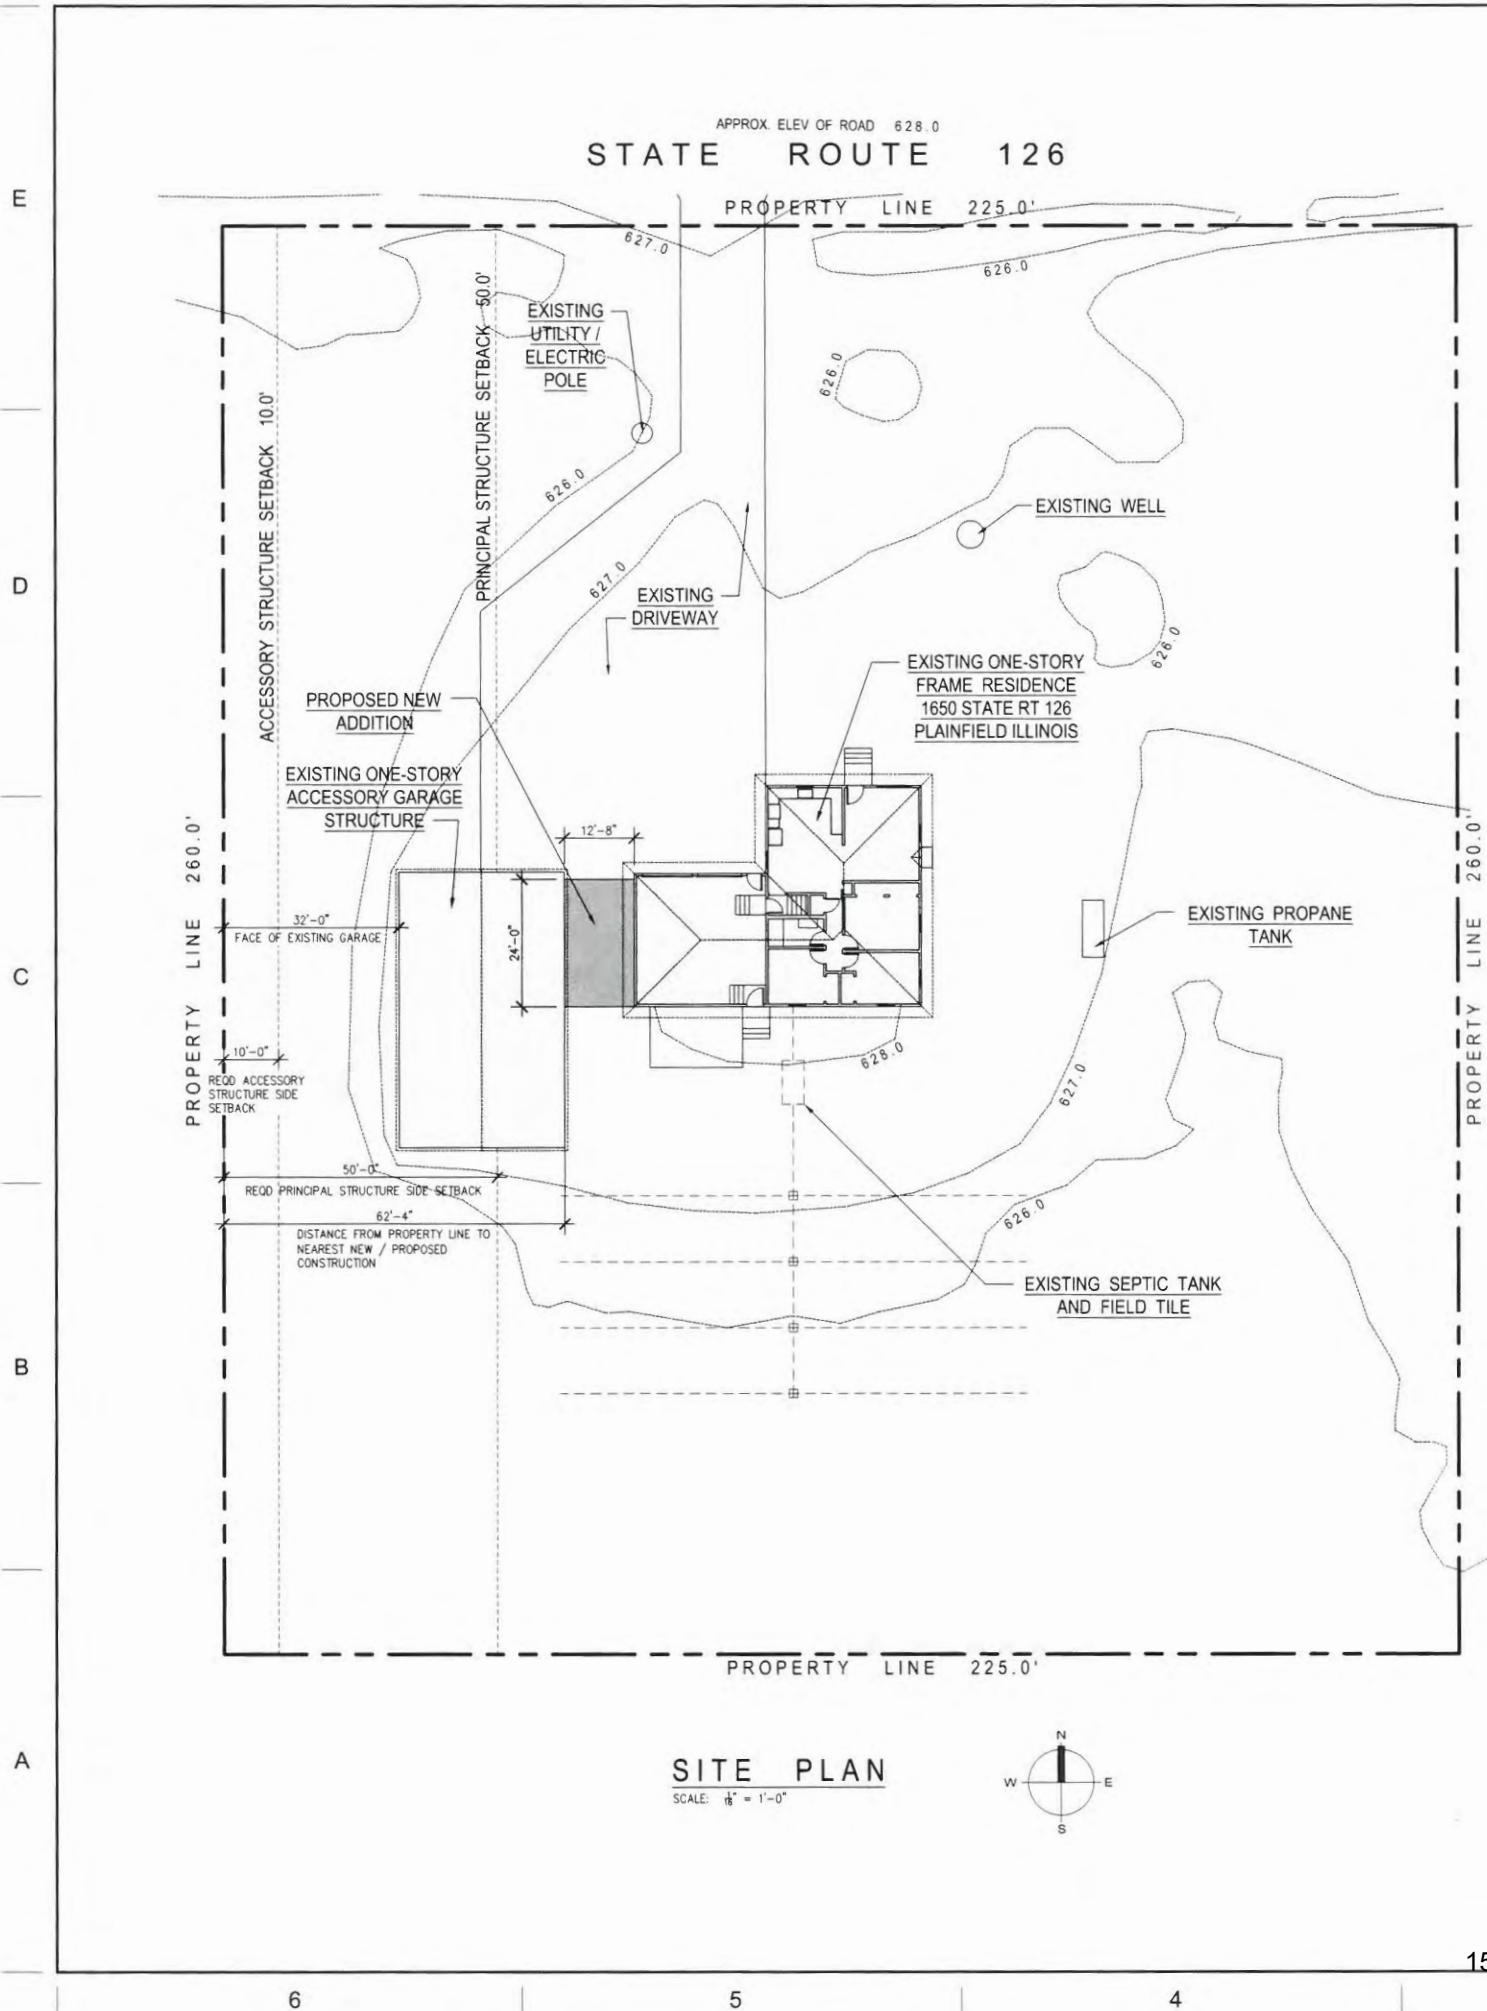 APPROX. ELEV OF ROAD 628.0
STATE ROUTE 126
E
PROPERTY LINE 225.0'
627.0
626.0
PRINCIPAL STRUCTURE SETBACK 50.0'
EXISTING
UTILITY /
ELECTRIC
POLE
626.0
ACCESSORY STRUCTURE SETBACK 10.0'
626.0
EXISTING WELL
D
627.0
EXISTING
DRIVEWAY
626.0
EXISTING ONE-STORY
FRAME RESIDENCE
1650 STATE RT 126
PLAINFIELD ILLINOIS
PROPOSED NEW
ADDITION
EXISTING ONE-STORY
ACCESSORY GARAGE
STRUCTURE
12'-8"
PROPERTY LINE 260.0'
PROPERTY LINE 260.0'
32'-0"
FACE OF EXISTING GARAGE
24'-0"
EXISTING PROPANE
TANK
C
10'-0"
REQD ACCESSORY
STRUCTURE SIDE
SETBACK
628.0
627.0
50'-0"
REQD PRINCIPAL STRUCTURE SIDE SETBACK
62'-4"
DISTANCE FROM PROPERTY LINE TO
NEAREST NEW / PROPOSED
CONSTRUCTION
626.0
EXISTING SEPTIC TANK
AND FIELD TILE
B
PROPERTY LINE 225.0'
A
SITE PLAN
SCALE: 1/16" = 1'-0"
N
W
E
S
15
6
5
4